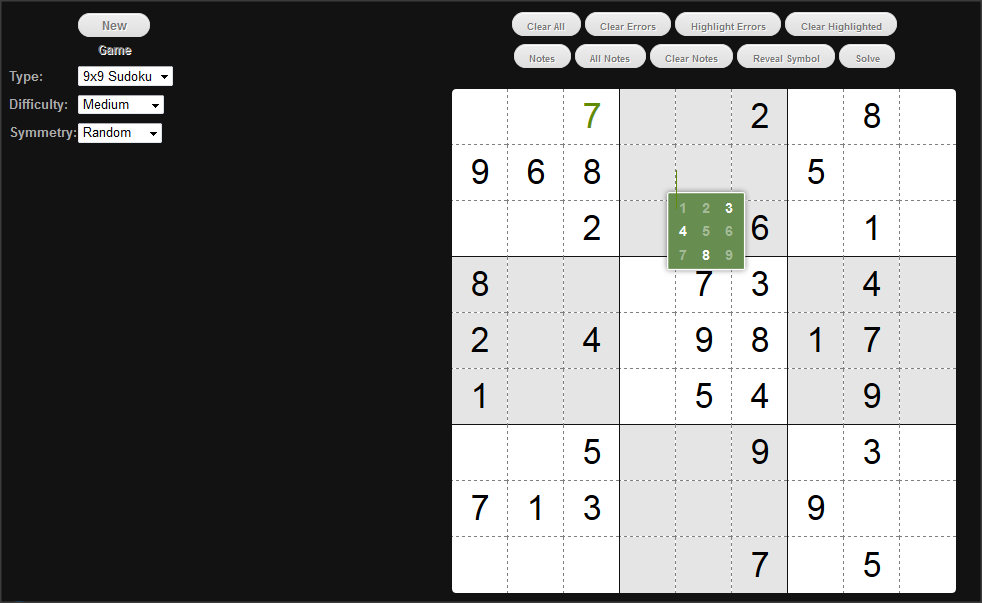 New Game
Clear All Clear Errors Highlight Errors Clear Highlighted
Notes All Notes Clear Notes Reveal Symbol Solve
Type: 9x9 Sudoku
Difficulty: Medium
Symmetry: Random
7 2 8
9 6 8 5
2 6 1
1 2 3
4 5 6
7 8 9
8 7 3 4
2 4 9 8 1 7
1 5 4 9
5 9 3
7 1 3 9
7 5